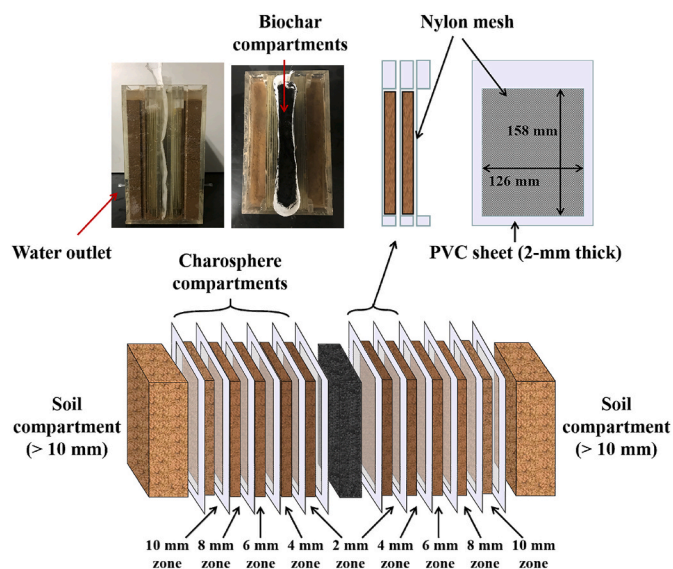 Biochar
compartments
Nylon mesh
158 mm
126 mm
Water outlet
PVC sheet (2-mm thick)
Charosphere
compartments
Soil
compartment
(> 10 mm)
Soil
compartment
(> 10 mm)
10 mm
zone
8 mm
zone
6 mm
zone
4 mm
zone
2 mm
zone
4 mm
zone
6 mm
zone
8 mm
zone
10 mm
zone